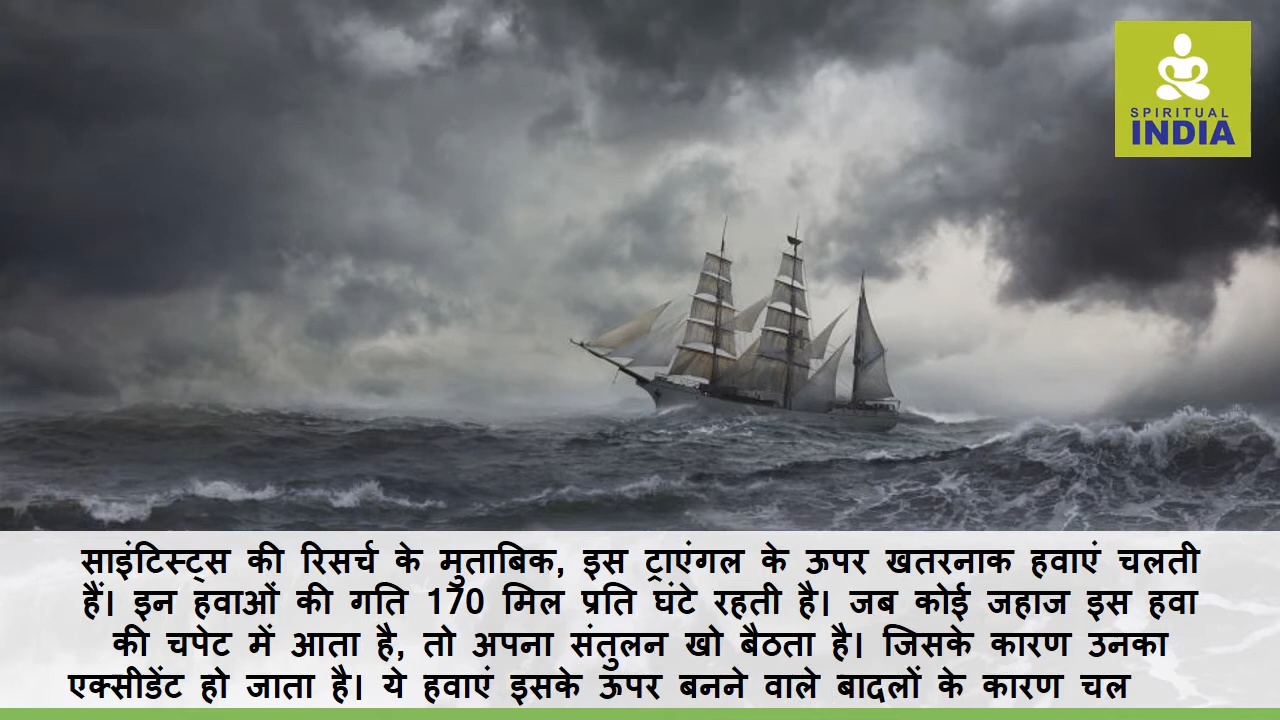 SPIRITUAL
INDIA
साइंटिस्ट्स की रिसर्च के मुताबिक, इस ट्राएंगल के ऊपर खतरनाक हवाएं चलती
हैं। इन हवाओं की गति 170 मिल प्रति घंटे रहती है। जब कोई जहाज इस हवा
की चपेट में आता है, तो अपना संतुलन खो बैठता है। जिसके कारण उनका
एक्सीडेंट हो जाता है। ये हवाएं इसके ऊपर बनने वाले बादलों के कारण चल